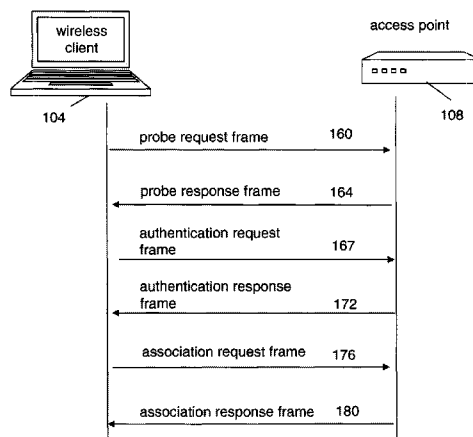 wireless
client
access point
104
108
probe request frame 160
probe response frame 164
authentication request
frame 167
authentication response
frame 172
association request frame 176
association response frame 180